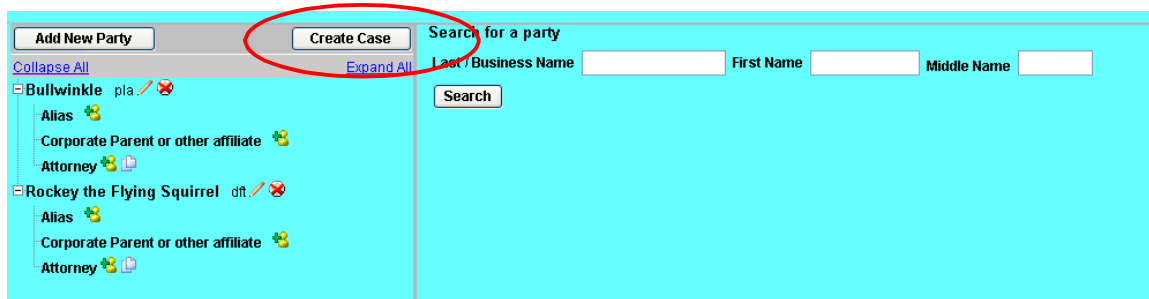 Add New Party Create Case
Collapse All Expand All
Bullwinkle pla
Alias
Corporate Parent or other affiliate
Attorney
Rockey the Flying Squirrel dft
Alias
Corporate Parent or other affiliate
Attorney
Search for a party
Last / Business Name First Name Middle Name
Search